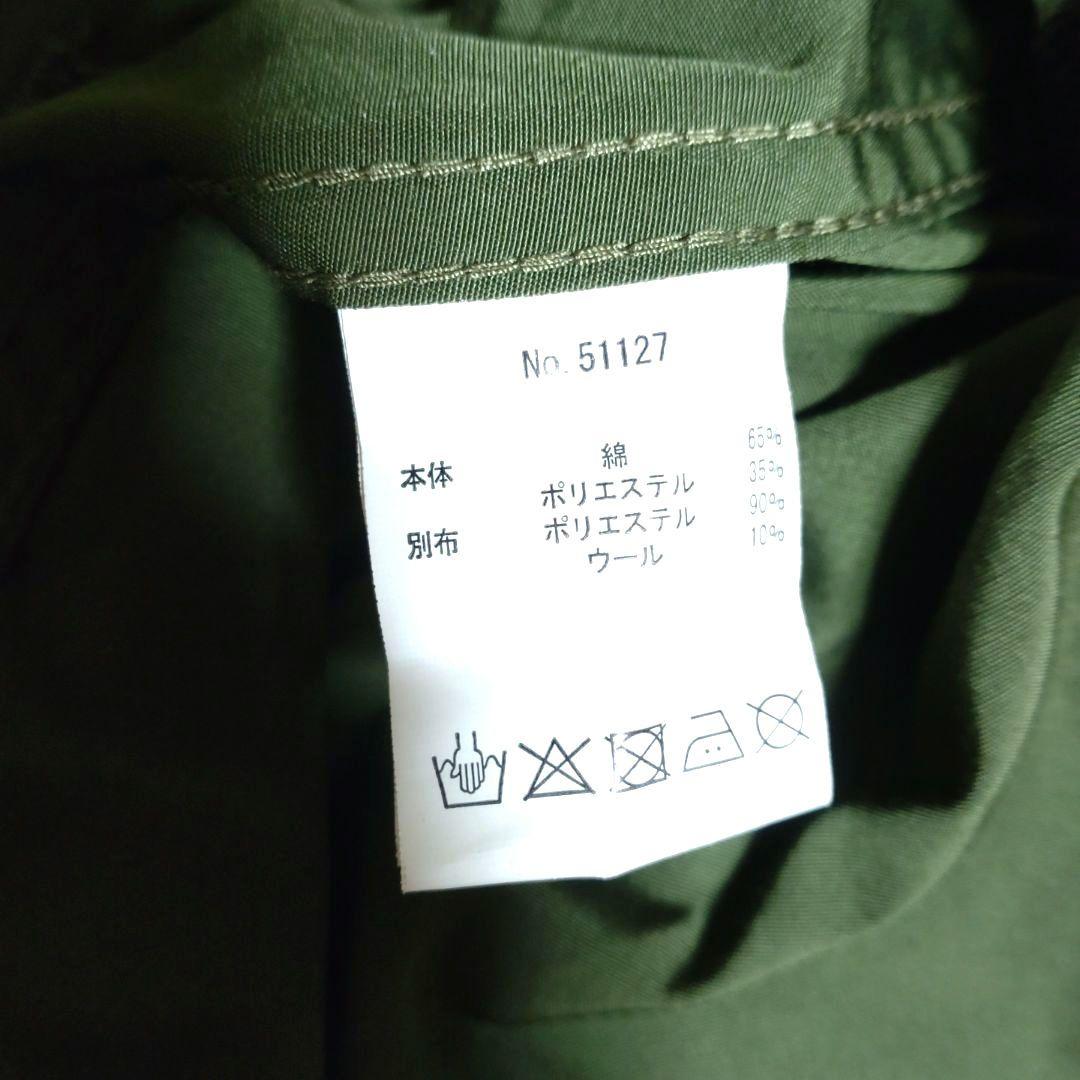 No. 51127
本体 綿 65%
ポリエステル 35%
別布 ポリエステル 90%
ウール 10%